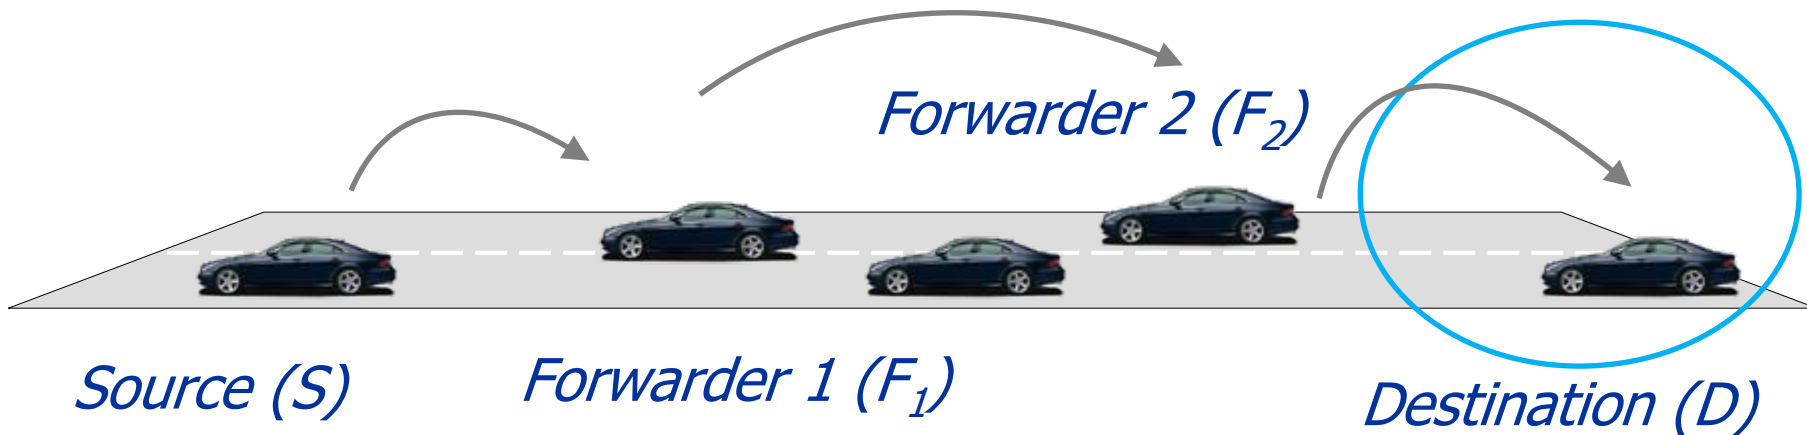 Forwarder 2 (F2)
Source (S)
Forwarder 1 (F1)
Destination (D)